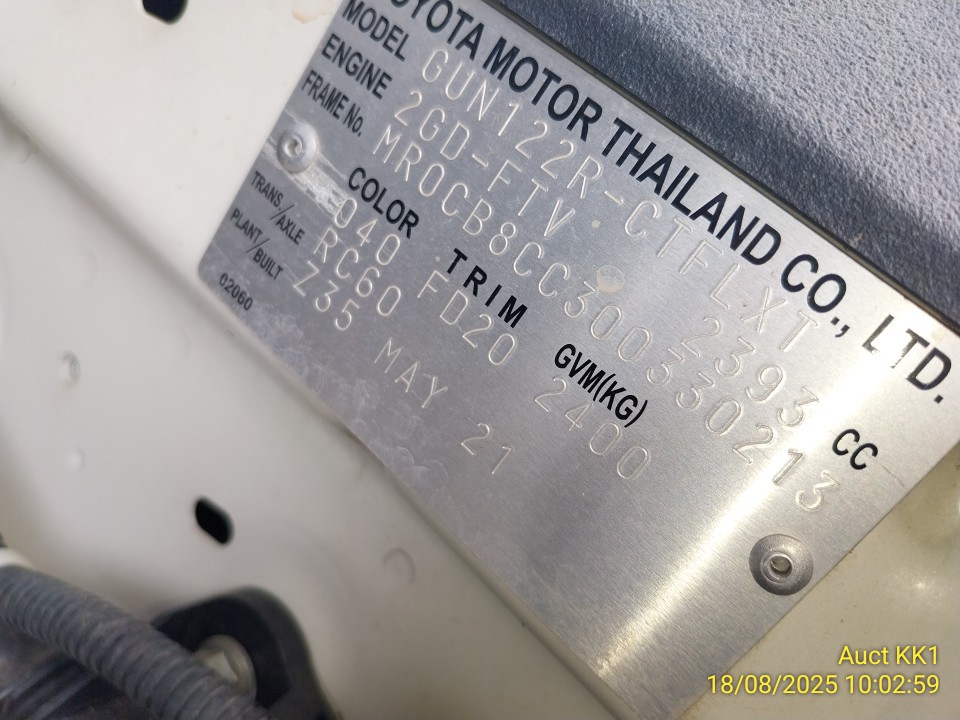 TOYOTA MOTOR THAILAND CO., LTD.
MODEL GUN122R-CTFLXT
ENGINE 2GD-FTV 2393 CC
FRAME No. MR0CB8CC300330213
COLOR TRIM GVM(KG)
040 FD20 2400
TRANS/AXLE RC60
PLANT/BUILT Z35 MAY 21
02060
Auct KK1
18/08/2025 10:02:59